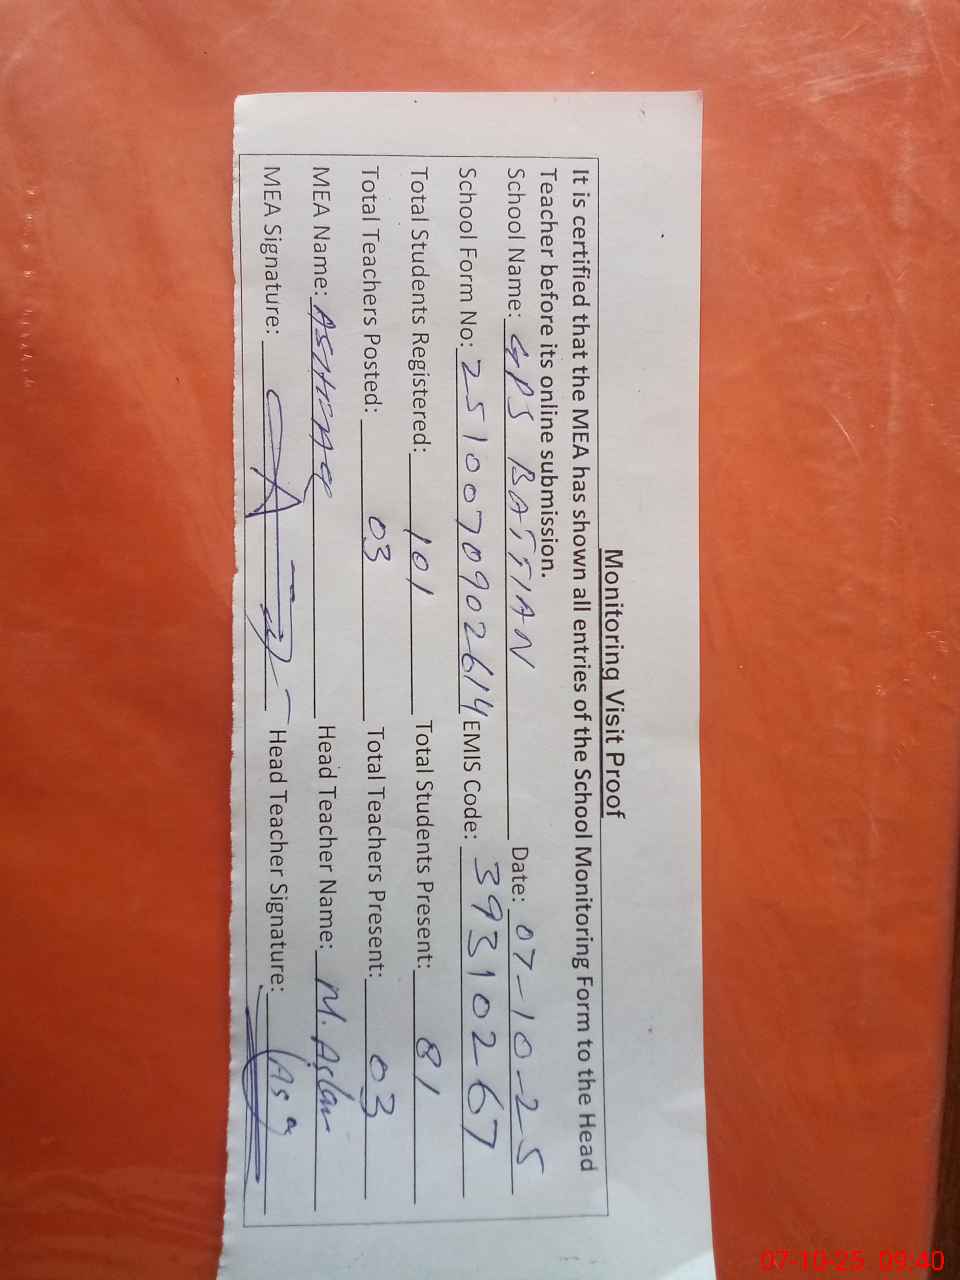 Monitoring Visit Proof
It is certified that the MEA has shown all entries of the School Monitoring Form to the Head
Teacher before its online submission.
School Name: GPS BATTIAN Date: 07-10-25
School Form No: 2510070902614 EMIS Code: 39310267
Total Students Registered: 101 Total Students Present: 81
Total Teachers Posted: 03 Total Teachers Present: 03
MEA Name: ASHFAQ Head Teacher Name: M. Aslam
MEA Signature: Head Teacher Signature:
07-10-25 09:40